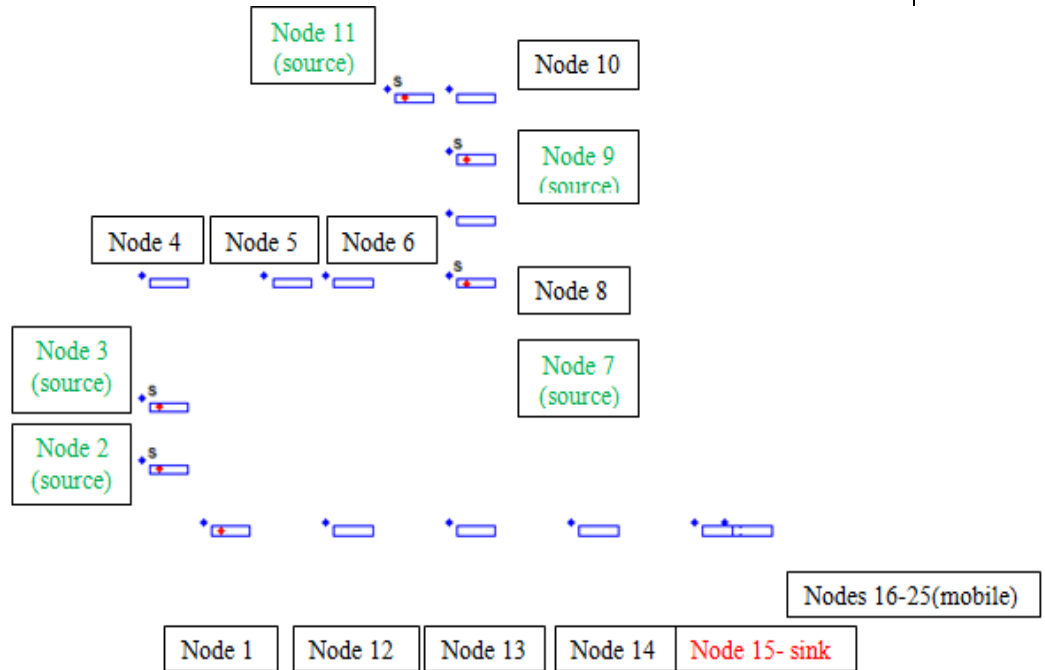 Node 11
(source)
Node 10
S
S
Node 9
(source)
Node 4
Node 5
Node 6
S
Node 8
Node 3
(source)
Node 7
(source)
S
Node 2
(source)
S
Nodes 16-25(mobile)
Node 1
Node 12
Node 13
Node 14
Node 15- sink